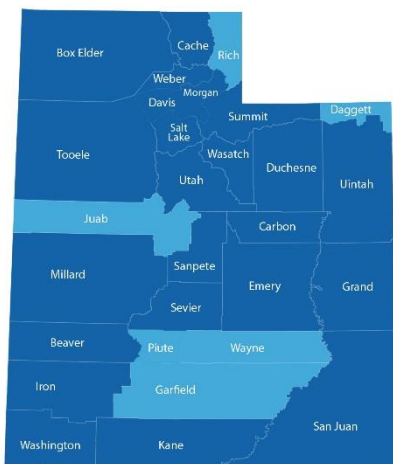 Cache
Box Elder
Rich
Weber
Morgan
Davis
Summit
Daggett
Salt
Lake
Tooele
Wasatch
Duchesne
Utah
Uintah
Juab
Carbon
Sanpete
Millard
Emery
Grand
Sevier
Beaver
Piute
Wayne
Iron
Garfield
San Juan
Washington
Kane